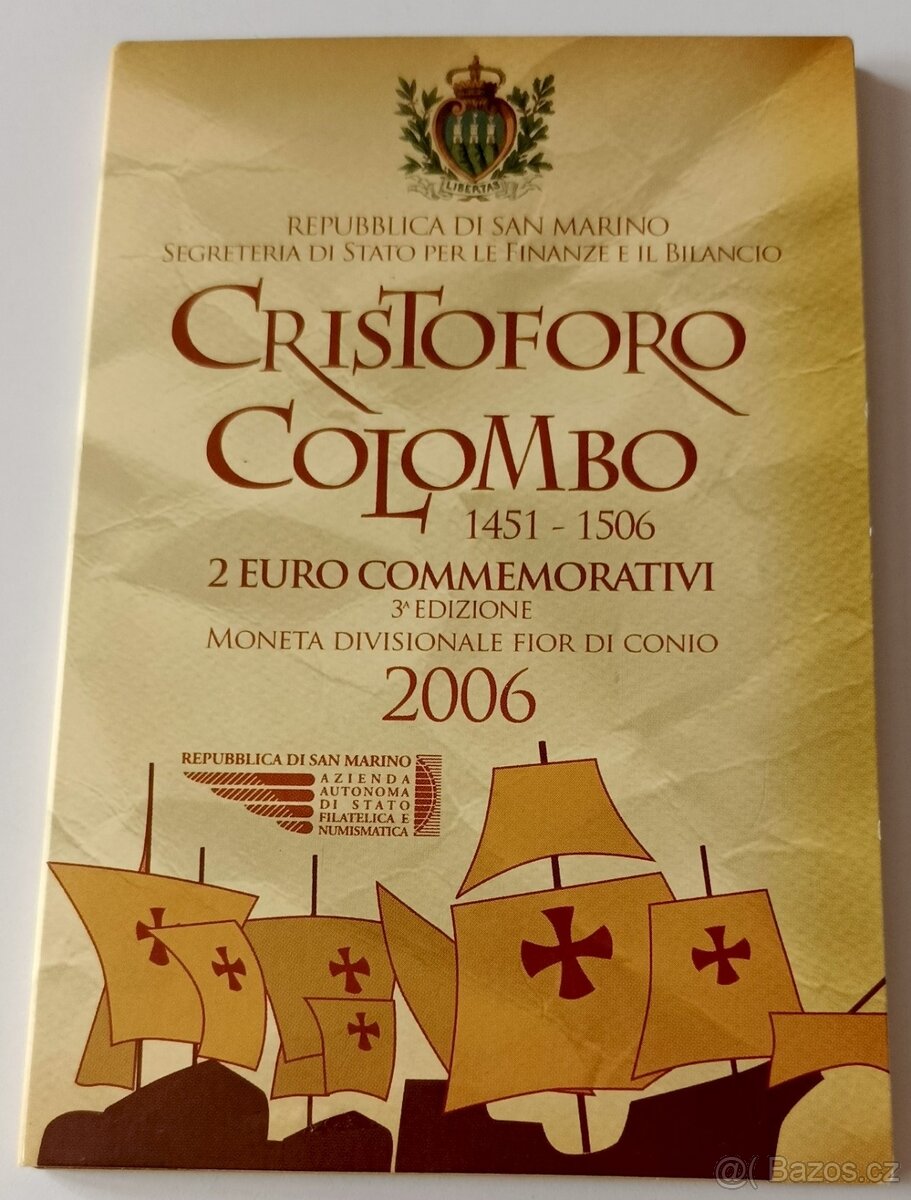 LIBERTAS
REPUBBLICA DI SAN MARINO
SEGRETERIA DI STATO PER LE FINANZE E IL BILANCIO
CRISTOFORO
COLOMBO
1451 - 1506
2 EURO COMMEMORATIVI
3ᴬ EDIZIONE
MONETA DIVISIONALE FIOR DI CONIO
2006
REPUBBLICA DI SAN MARINO
AZIENDA
AUTONOMA
DI STATO
FILATELICA E
NUMISMATICA
@( Bazos.cz